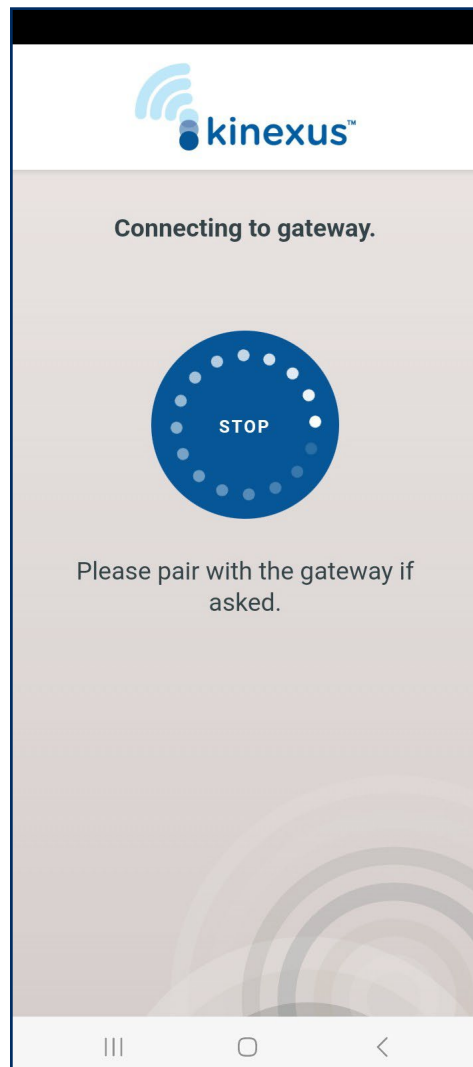 kinexus™
Connecting to gateway.
STOP
Please pair with the gateway if
asked.